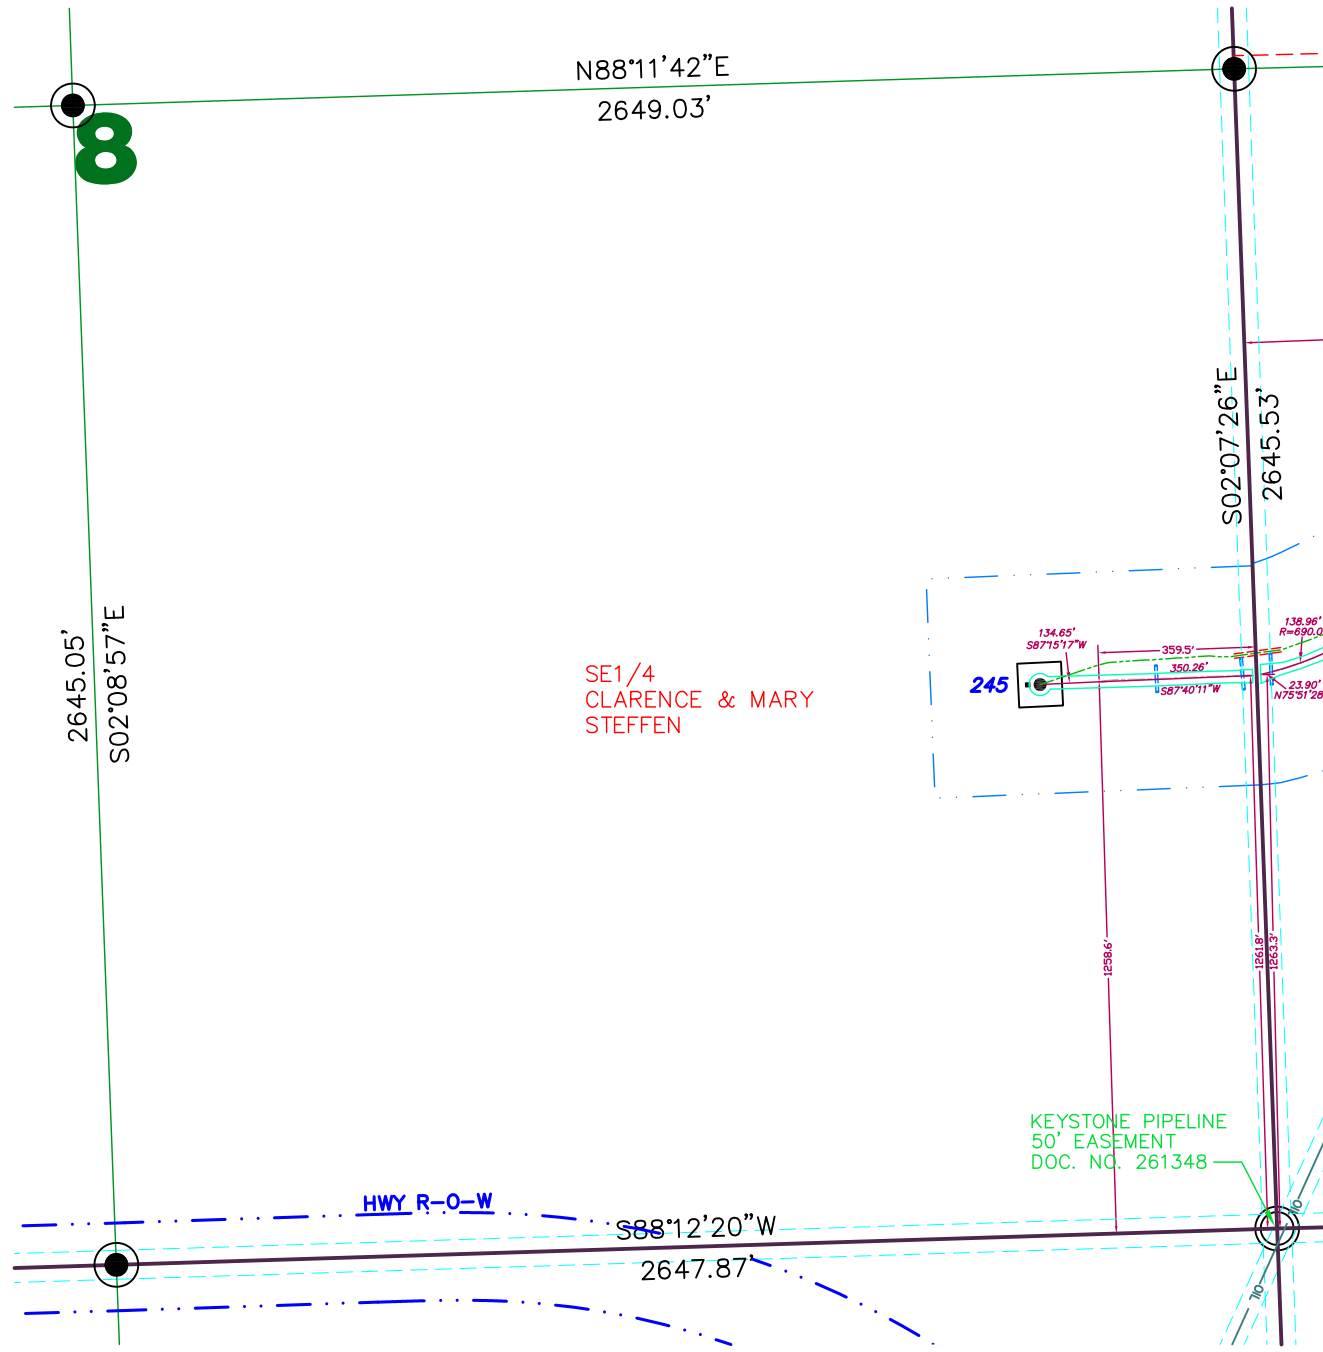 N88°11'42"E
2649.03'
8
S02°07'26"E
2645.53'
2645.05'
S02°08'57"E
SE1/4
CLARENCE & MARY
STEFFEN
245
134.65'
S87°15'17"W
359.5'
350.26'
S87°40'11"W
138.96'
R=690.0
23.90'
N75°51'28
1258.6'
1261.8'
1263.3'
KEYSTONE PIPELINE
50' EASEMENT
DOC. NO. 261348
HWY R-O-W
S88°12'20"W
2647.87'
OIL
OIL